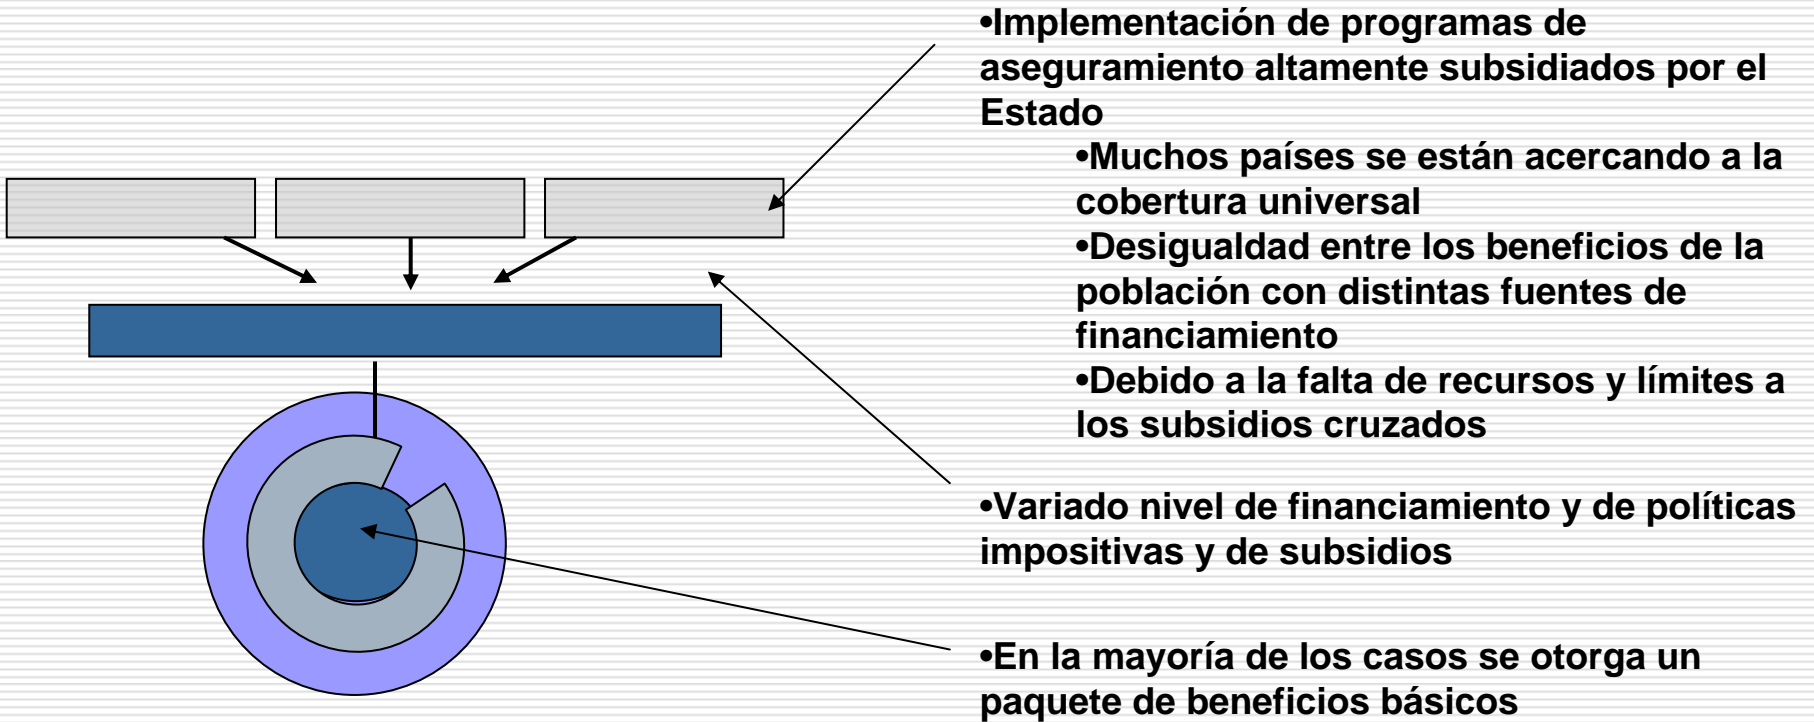 •Implementación de programas de
aseguramiento altamente subsidiados por el
Estado
•Muchos países se están acercando a la
cobertura universal
•Desigualdad entre los beneficios de la
población con distintas fuentes de
financiamiento
•Debido a la falta de recursos y límites a
los subsidios cruzados
•Variado nivel de financiamiento y de políticas
impositivas y de subsidios
•En la mayoría de los casos se otorga un
paquete de beneficios básicos